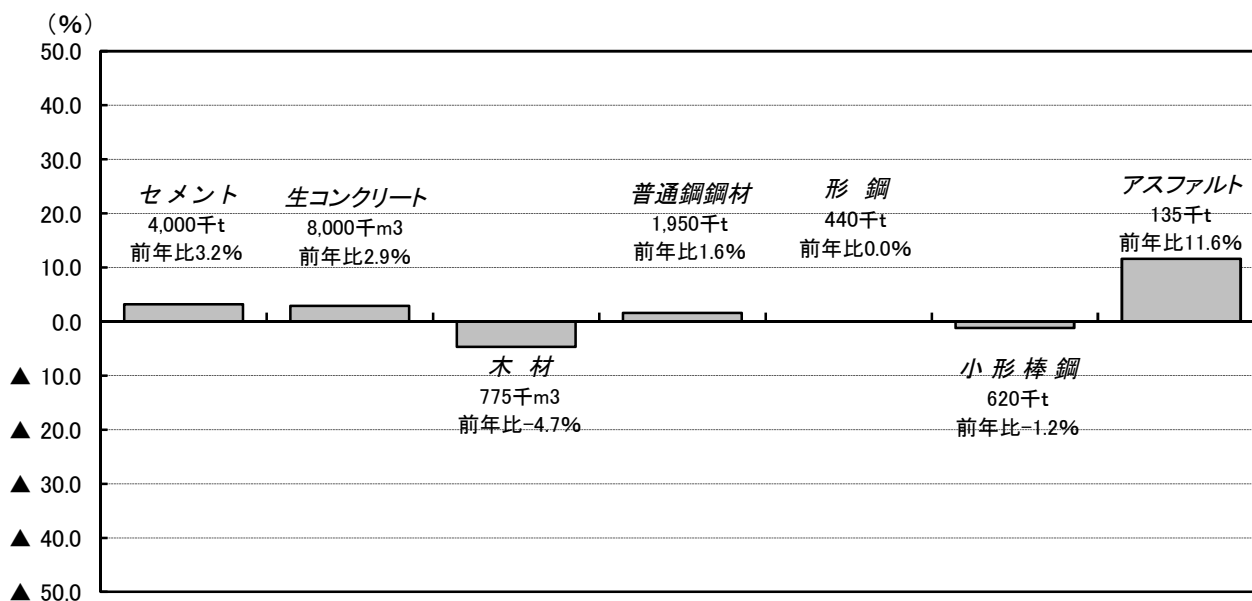 （%）
50.0
40.0
30.0
20.0
10.0
0.0
▲ 10.0
▲ 20.0
▲ 30.0
▲ 40.0
▲ 50.0
セメント
4,000千t
前年比3.2%
生コンクリート
8,000千m3
前年比2.9%
木 材
775千m3
前年比-4.7%
普通鋼鋼材
1,950千t
前年比1.6%
形 鋼
440千t
前年比0.0%
小 形 棒 鋼
620千t
前年比-1.2%
アスファルト
135千t
前年比11.6%